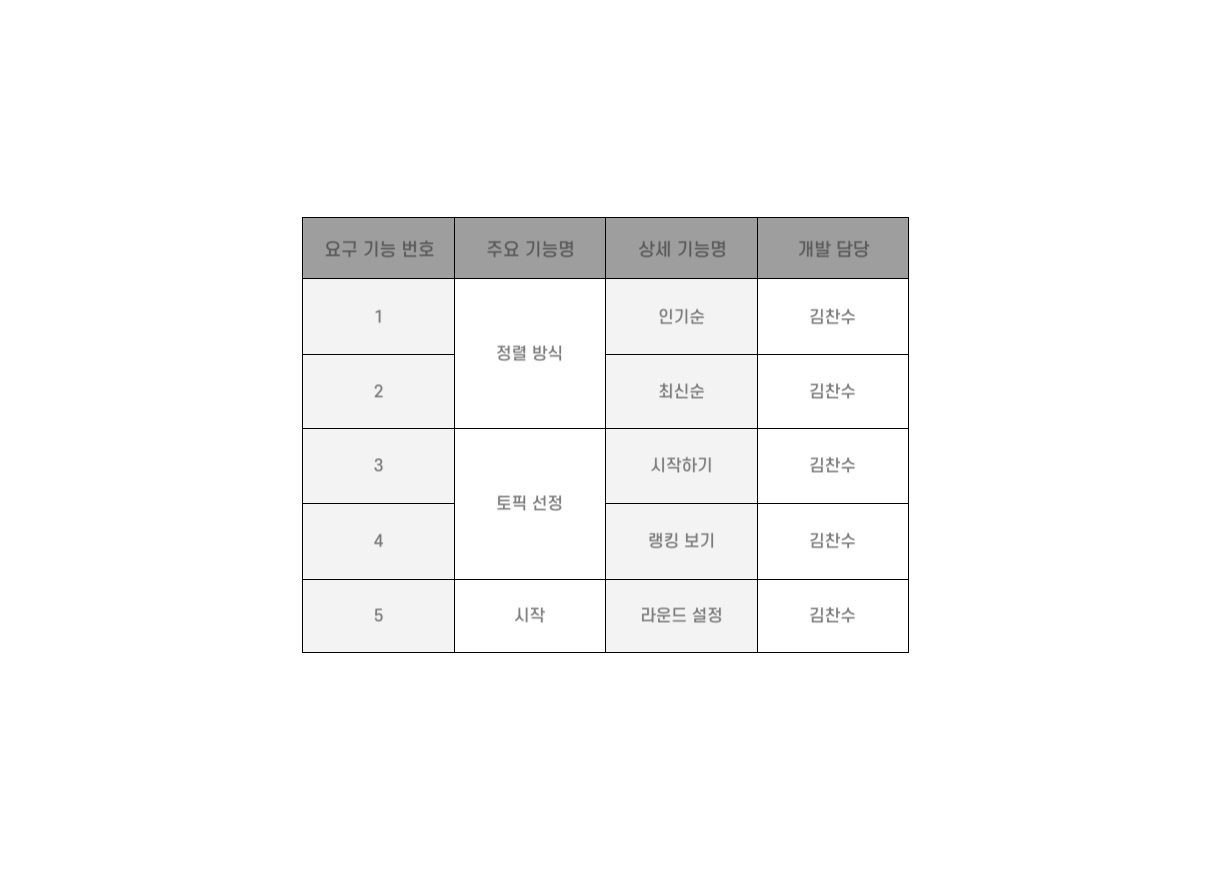 요구 기능 번호 주요 기능명 상세 기능명 개발 담당
1 정렬 방식 인기순 김찬수
2 최신순 김찬수
3 토픽 선정 시작하기 김찬수
4 랭킹 보기 김찬수
5 시작 라운드 설정 김찬수